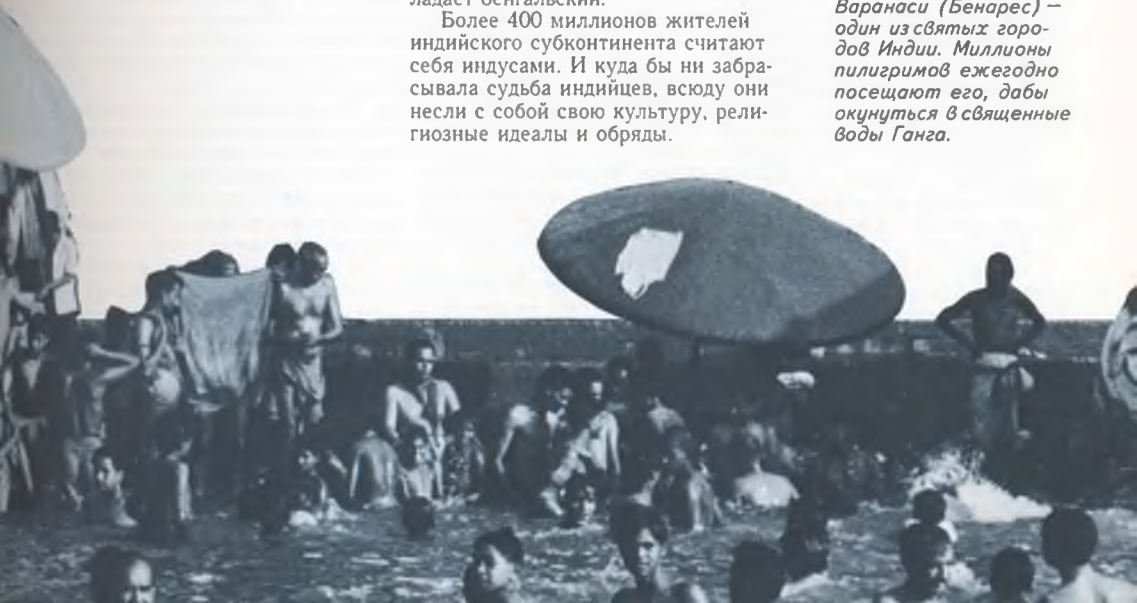 Более 400 миллионов жителей
индийского субконтинента считают
себя индусами. И куда бы ни забра-
сывала судьба индийцев, всюду они
несли с собой свою культуру, рели-
гиозные идеалы и обряды.
Варанаси (Бенарес) —
один из святых горо-
дов Индии. Миллионы
пилигримов ежегодно
посещают его, дабы
окунуться в священные
воды Ганга.